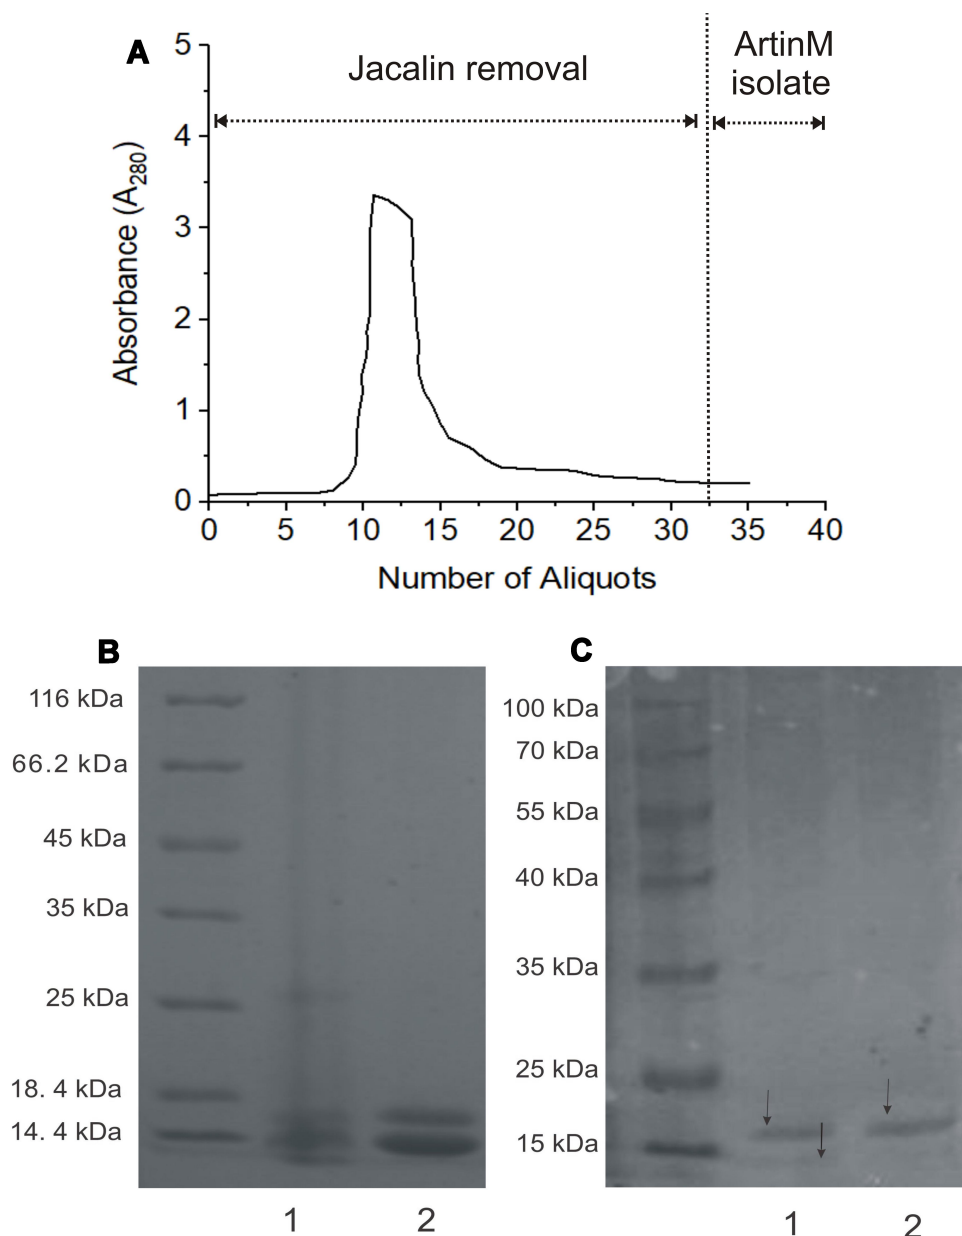 A
Jacalin removal
ArtinM
isolate
Absorbance (A280)
5
4
3
2
1
0
0 5 10 15 20 25 30 35 40
Number of Aliquots
B
116 kDa
66.2 kDa
45 kDa
35 kDa
25 kDa
18. 4 kDa
14. 4 kDa
1 2
C
100 kDa
70 kDa
55 kDa
40 kDa
35 kDa
25 kDa
15 kDa
1 2